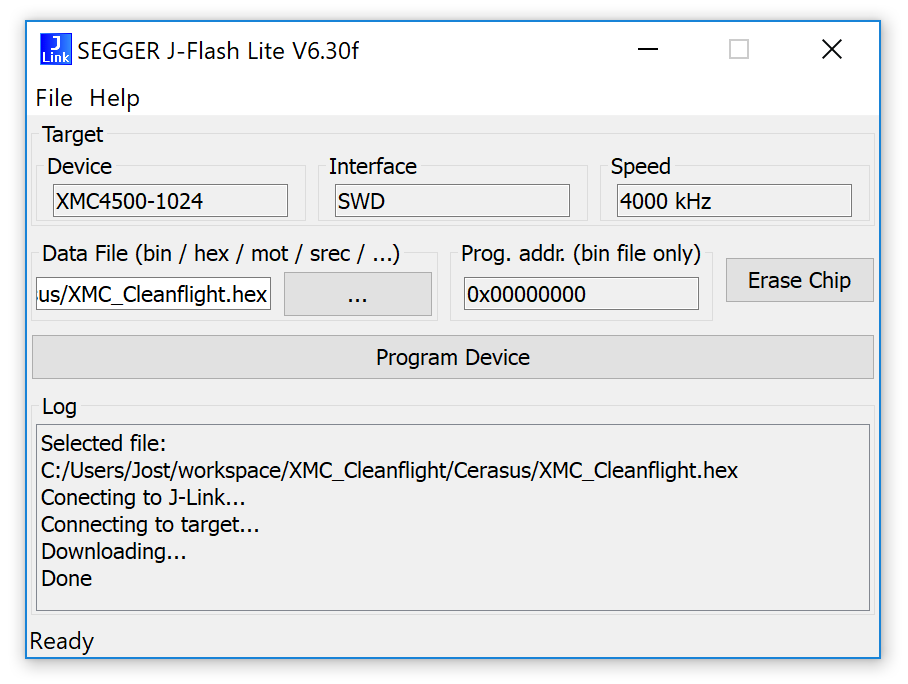 J
Link
SEGGER J-Flash Lite V6.30f
File Help
Target
Device
Interface
Speed
XMC4500-1024
SWD
4000 kHz
Data File (bin / hex / mot / srec / ...)
Prog. addr. (bin file only)
us/XMC_Cleanflight.hex
...
0x00000000
Erase Chip
Program Device
Log
Selected file:
C:/Users/Jost/workspace/XMC_Cleanflight/Cerasus/XMC_Cleanflight.hex
Conecting to J-Link...
Connecting to target...
Downloading...
Done
Ready